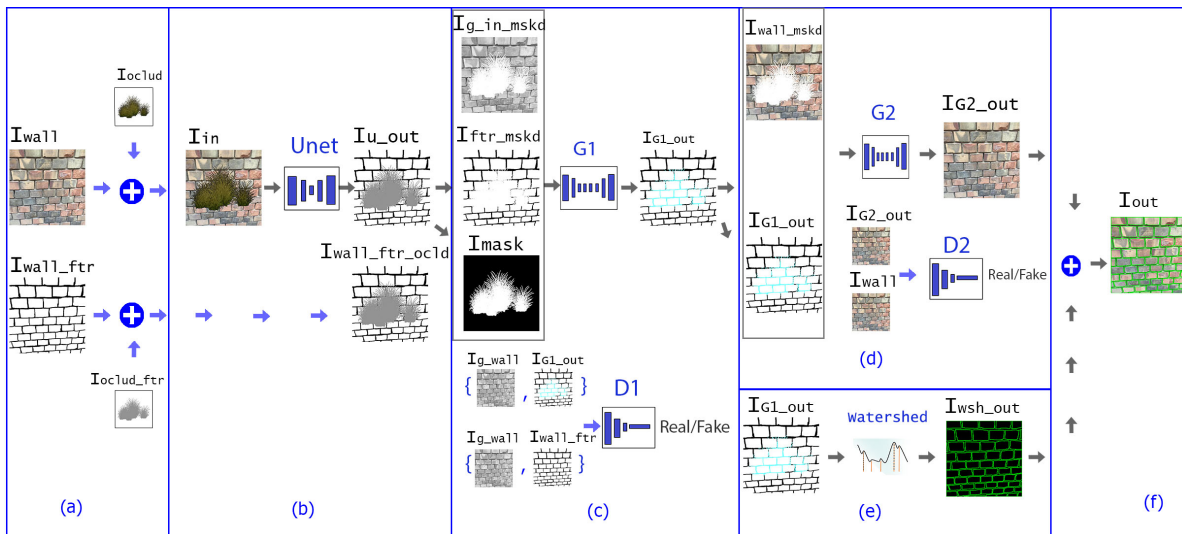 Ioclud
Iwall
Iwall_ftr
Ioclud_ftr
(a)
Iin
Unet
Iu_out
Iwall_ftr_ocld
(b)
Ig_in_mskd
Iftr_mskd
Imask
G1
IG1_out
Ig_wall IG1_out
{ , }
D1
Real/Fake
Ig_wall Iwall_ftr
{ , }
(c)
Iwall_mskd
G2
IG2_out
IG1_out
IG2_out
Iwall
D2
Real/Fake
(d)
IG1_out
Watershed
Iwsh_out
(e)
Iout
(f)